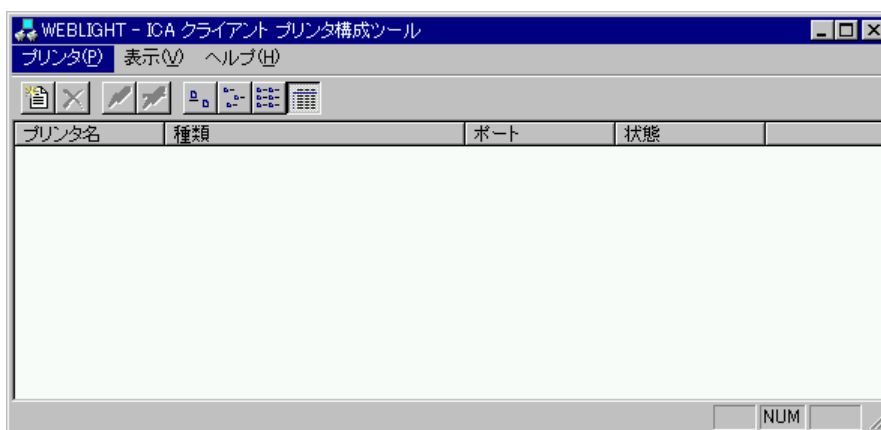 WEBLIGHT - ICA クライアント プリンタ構成ツール
プリンタ(P) 表示(V) ヘルプ(H)
プリンタ名 種類 ポート 状態
NUM